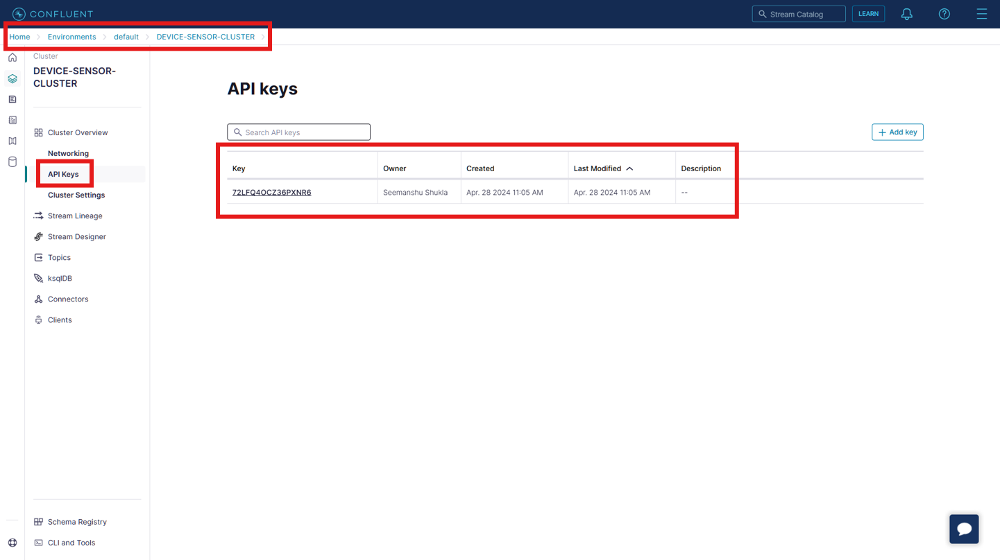 CONFLUENT
Stream Catalog
LEARN
Home > Environments > default > DEVICE-SENSOR-CLUSTER >
Cluster
DEVICE-SENSOR-
CLUSTER
Cluster Overview
Networking
API Keys
Cluster Settings
Stream Lineage
Stream Designer
Topics
ksqlDB
Connectors
Clients
Schema Registry
CLI and Tools
API keys
Search API keys
+ Add key
Key Owner Created Last Modified Description
72LFQ4OCZ36PXNR6 Seemanshu Shukla Apr. 28 2024 11:05 AM Apr. 28 2024 11:05 AM --